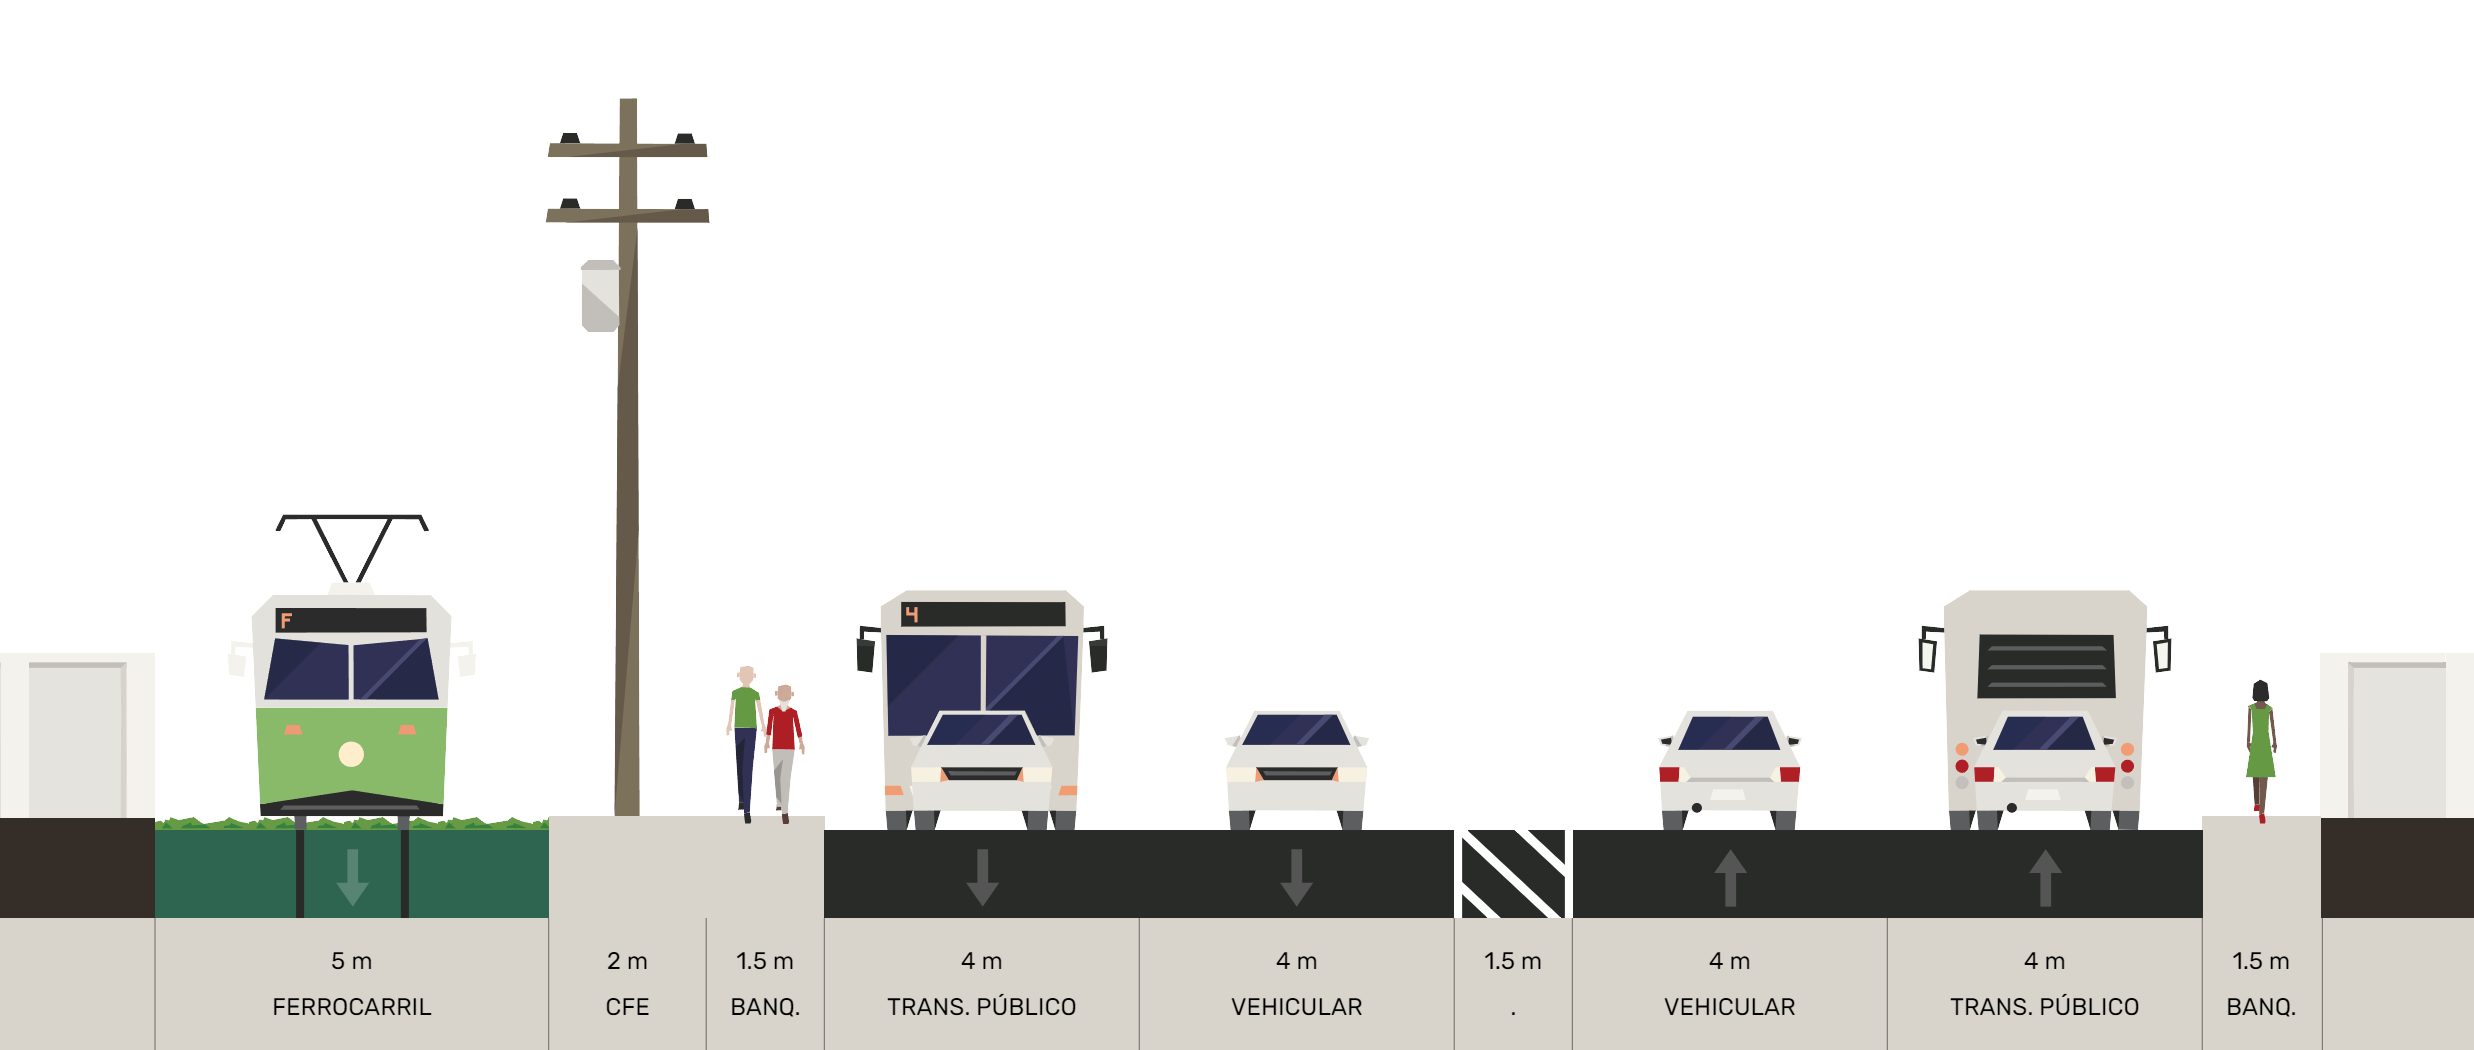 F
4
5 m
FERROCARRIL
2 m
CFE
1.5 m
BANQ.
4 m
TRANS. PÚBLICO
4 m
VEHICULAR
1.5 m
.
4 m
VEHICULAR
4 m
TRANS. PÚBLICO
1.5 m
BANQ.